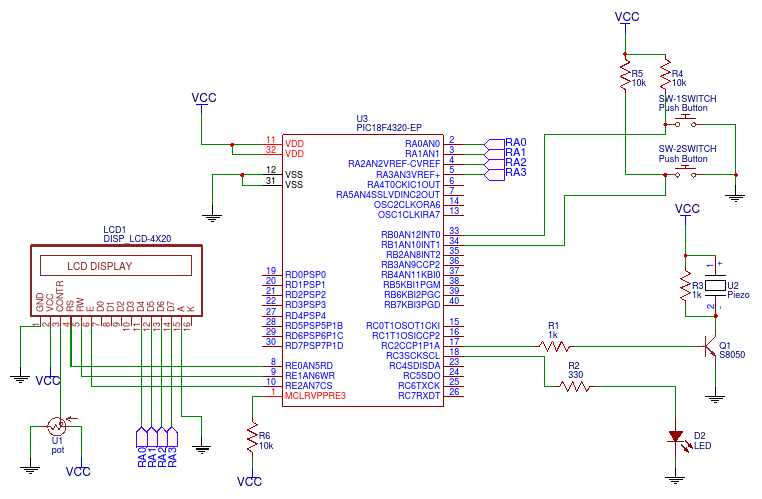 VCC
R5
10k
R4
10k
SW-1SWITCH
Push Button
SW-2SWITCH
Push Button
VCC
U3
PIC18F4320-EP
11 VDD
32 VDD
12 VSS
31 VSS
RA0AN0 2 RA0
RA1AN1 3 RA1
RA2AN2VREF-CVREF 4 RA2
RA3AN3VREF+ 5 RA3
RA4T0CKIC1OUT 6
RA5AN4SSLVDINC2OUT 7
OSC2CLKORA6 14
OSC1CLKIRA7 13
RB0AN12INT0 33
RB1AN10INT1 34
RB2AN8INT2 35
RB3AN9CCP2 36
RB4AN11KBI0 37
RB5KBI1PGM 38
RB6KBI2PGC 39
RB7KBI3PGD 40
19 RD0PSP0
20 RD1PSP1
21 RD2PSP2
22 RD3PSP3
27 RD4PSP4
28 RD5PSP5P1B
29 RD6PSP6P1C
30 RD7PSP7P1D
RC0T1OSOT1CKI 15
RC1T1OSICCP2 16
RC2CCP1P1A 17
RC3SCKSCL 18
RC4SDISDA 23
RC5SDO 24
RC6TXCK 25
RC7RXDT 26
8 RE0AN5RD
9 RE1AN6WR
10 RE2AN7CS
1 MCLRVPPRE3
LCD1
DISP_LCD-4X20
LCD DISPLAY
GND VCC CONTR RS RW E D0 D1 D2 D3 D4 D5 D6 D7 A K
1 2 3 4 5 6 7 8 9 10 11 12 13 14 15 16
VCC
U1
pot
VCC
RA0 RA1 RA2 RA3
R6
10k
VCC
VCC
R3
1k
1 +
U2
Piezo
2 -
R1
1k
Q1
S8050
R2
330
D2
LED